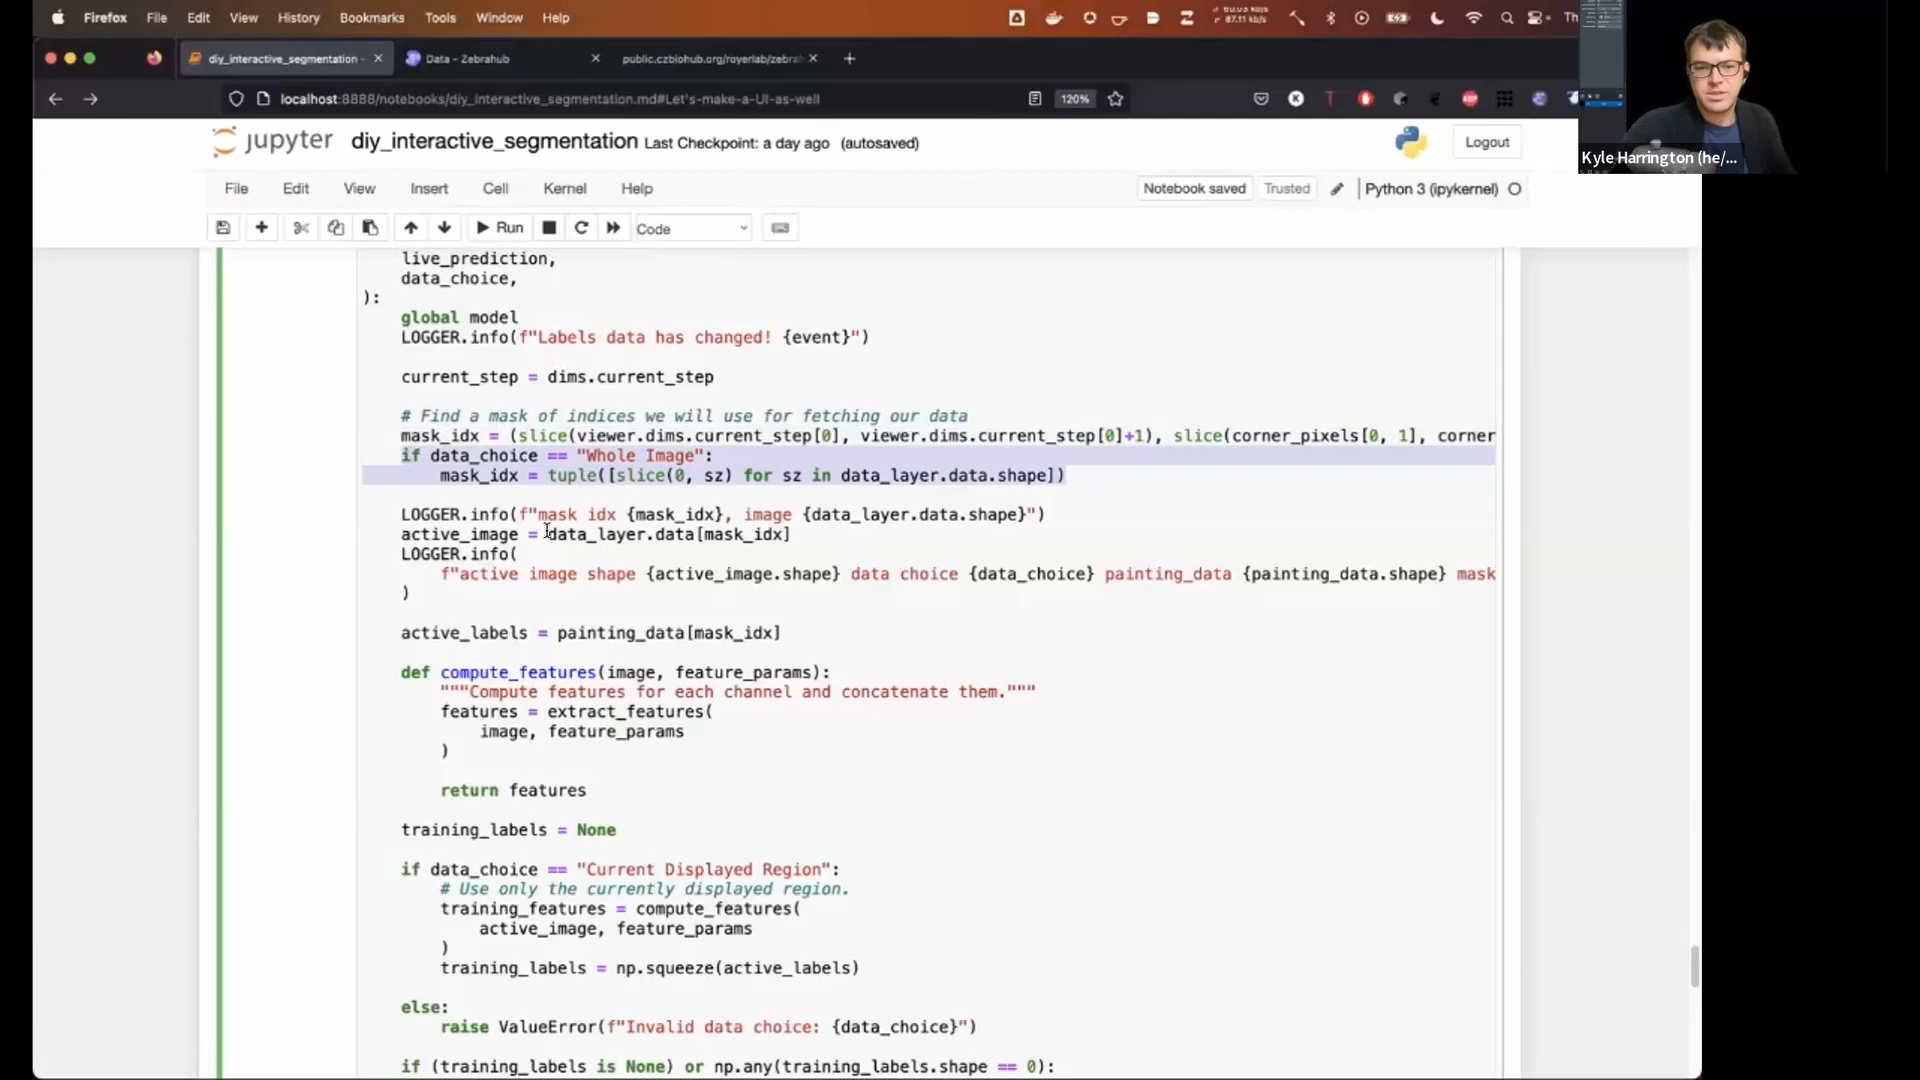 Firefox File Edit View History Bookmarks Tools Window Help
87.11 kb/s
Th
diy_interactive_segmentation -
Data – Zebrahub
public.czbiohub.org/royerlab/zebra
localhost:8888/notebooks/diy_interactive_segmentation.md#Let's-make-a-UI-as-well
120%
jupyter diy_interactive_segmentation Last Checkpoint: a day ago (autosaved)
Logout
Kyle Harrington (he/...
File Edit View Insert Cell Kernel Help
Notebook saved Trusted Python 3 (ipykernel)
Run Code
live_prediction,
data_choice,
):
global model
LOGGER.info(f"Labels data has changed! {event}")
current_step = dims.current_step
# Find a mask of indices we will use for fetching our data
mask_idx = (slice(viewer.dims.current_step[0], viewer.dims.current_step[0]+1), slice(corner_pixels[0, 1], corner
if data_choice == "Whole Image":
mask_idx = tuple([slice(0, sz) for sz in data_layer.data.shape])
LOGGER.info(f"mask idx {mask_idx}, image {data_layer.data.shape}")
active_image = data_layer.data[mask_idx]
LOGGER.info(
f"active image shape {active_image.shape} data choice {data_choice} painting_data {painting_data.shape} mask
)
active_labels = painting_data[mask_idx]
def compute_features(image, feature_params):
"""Compute features for each channel and concatenate them."""
features = extract_features(
image, feature_params
)
return features
training_labels = None
if data_choice == "Current Displayed Region":
# Use only the currently displayed region.
training_features = compute_features(
active_image, feature_params
)
training_labels = np.squeeze(active_labels)
else:
raise ValueError(f"Invalid data choice: {data_choice}")
if (training_labels is None) or np.any(training_labels.shape == 0):